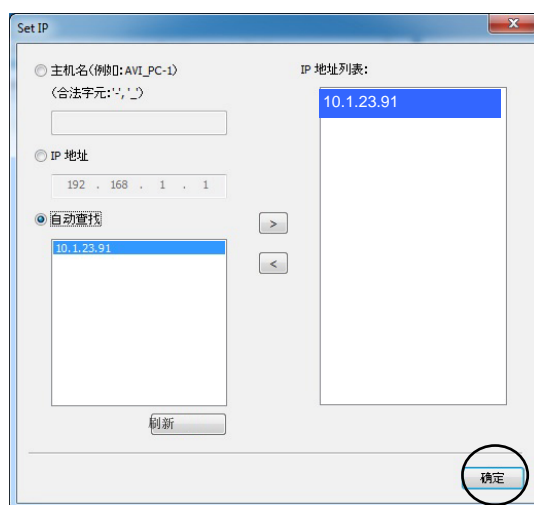 Set IP
主机名(例如:AVI_PC-1)
(合法字元:'-','_')
IP 地址
192 . 168 . 1 . 1
自动查找
10.1.23.91
刷新
>
<
IP 地址列表:
10.1.23.91
确定